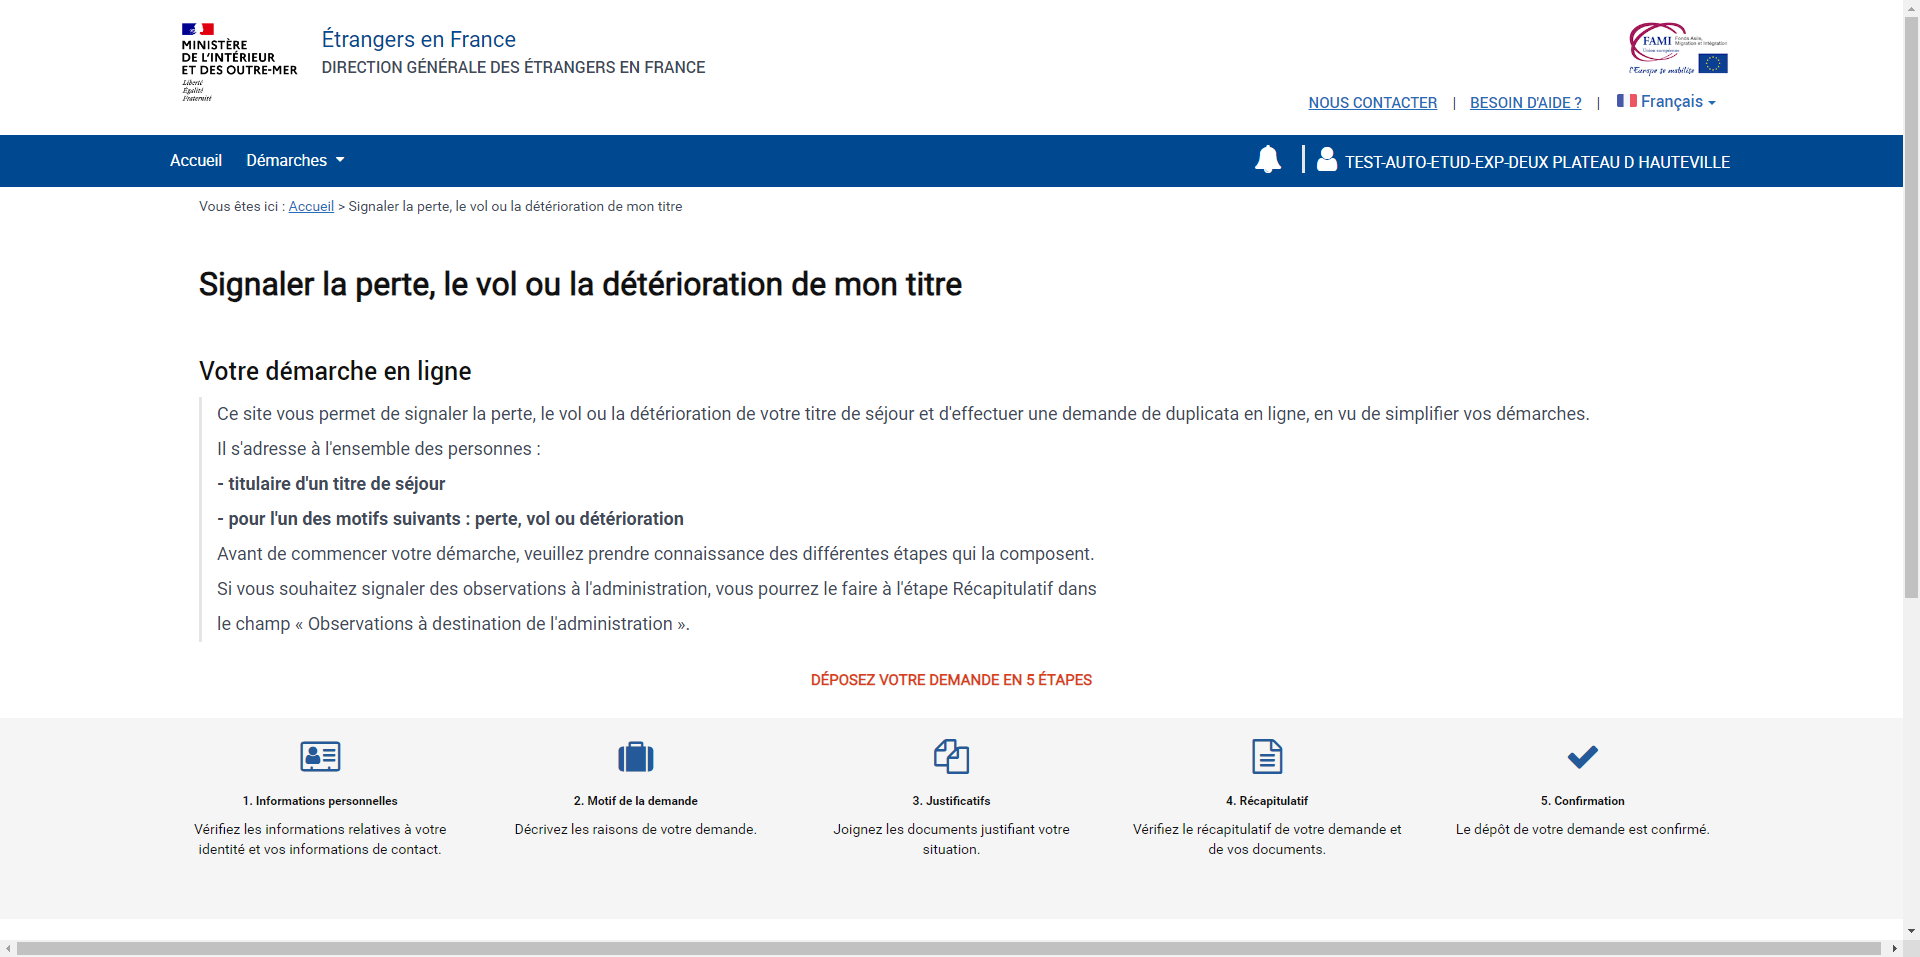 MINISTÈRE
DE L'INTÉRIEUR
ET DES OUTRE-MER
Liberté
Égalité
Fraternité
Étrangers en France
DIRECTION GÉNÉRALE DES ÉTRANGERS EN FRANCE
FAMI Fonds Asile,
Migration et Intégration
Union européenne
l'Europe se mobilise
NOUS CONTACTER | BESOIN D'AIDE ? | Français
Accueil Démarches
TEST-AUTO-ETUD-EXP-DEUX PLATEAU D HAUTEVILLE
Vous êtes ici : Accueil > Signaler la perte, le vol ou la détérioration de mon titre
Signaler la perte, le vol ou la détérioration de mon titre
Votre démarche en ligne
Ce site vous permet de signaler la perte, le vol ou la détérioration de votre titre de séjour et d'effectuer une demande de duplicata en ligne, en vu de simplifier vos démarches.
Il s'adresse à l'ensemble des personnes :
- titulaire d'un titre de séjour
- pour l'un des motifs suivants : perte, vol ou détérioration
Avant de commencer votre démarche, veuillez prendre connaissance des différentes étapes qui la composent.
Si vous souhaitez signaler des observations à l'administration, vous pourrez le faire à l'étape Récapitulatif dans
le champ « Observations à destination de l'administration ».
DÉPOSEZ VOTRE DEMANDE EN 5 ÉTAPES
1. Informations personnelles
Vérifiez les informations relatives à votre
identité et vos informations de contact.
2. Motif de la demande
Décrivez les raisons de votre demande.
3. Justificatifs
Joignez les documents justifiant votre
situation.
4. Récapitulatif
Vérifiez le récapitulatif de votre demande et
de vos documents.
5. Confirmation
Le dépôt de votre demande est confirmé.